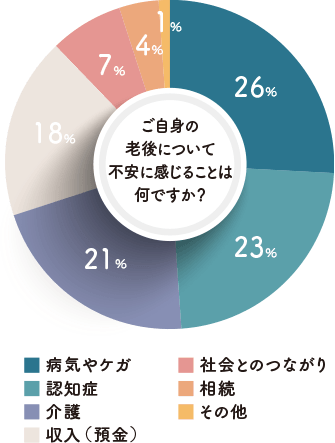 1%
4%
7%
26%
18%
ご自身の
老後について
不安に感じることは
何ですか?
23%
21%
病気やケガ
社会とのつながり
認知症
相続
介護
その他
収入（預金）